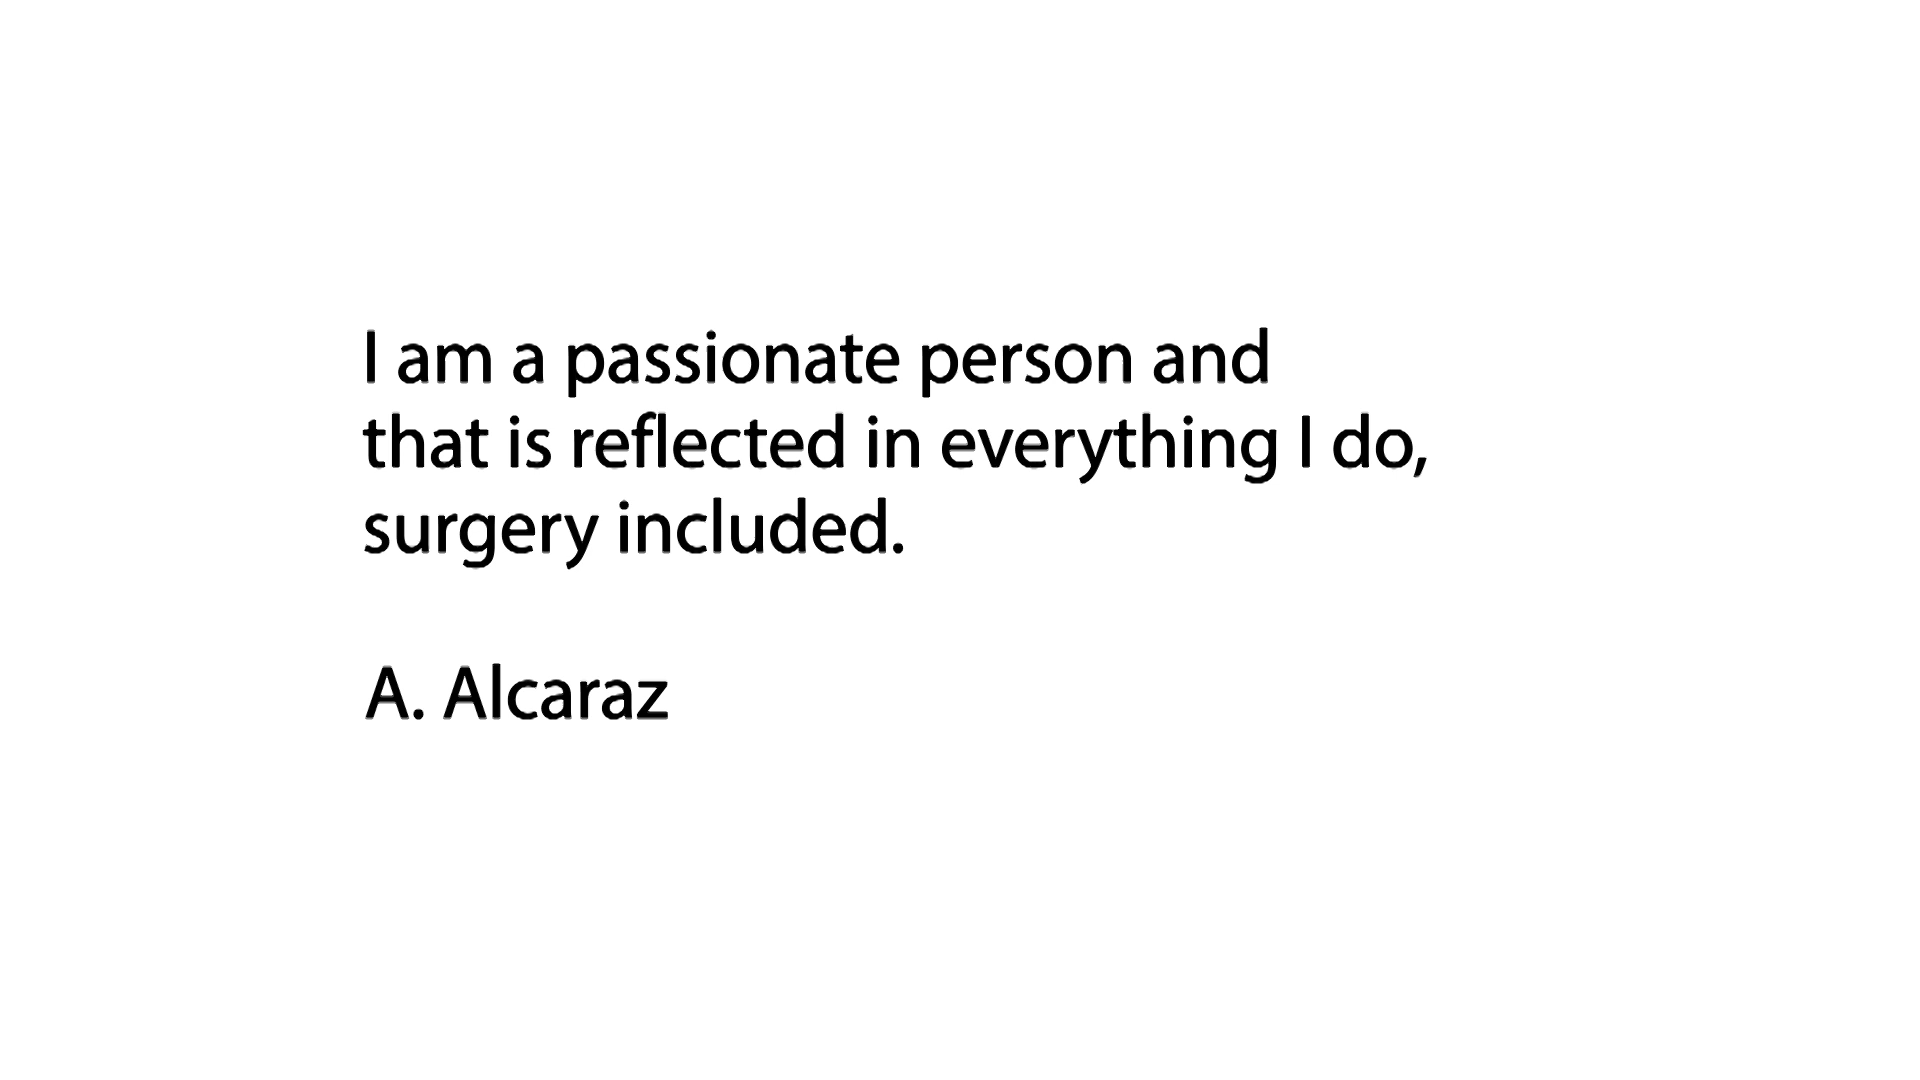 I am a passionate person and
that is reflected in everything I do,
surgery included.
A. Alcaraz